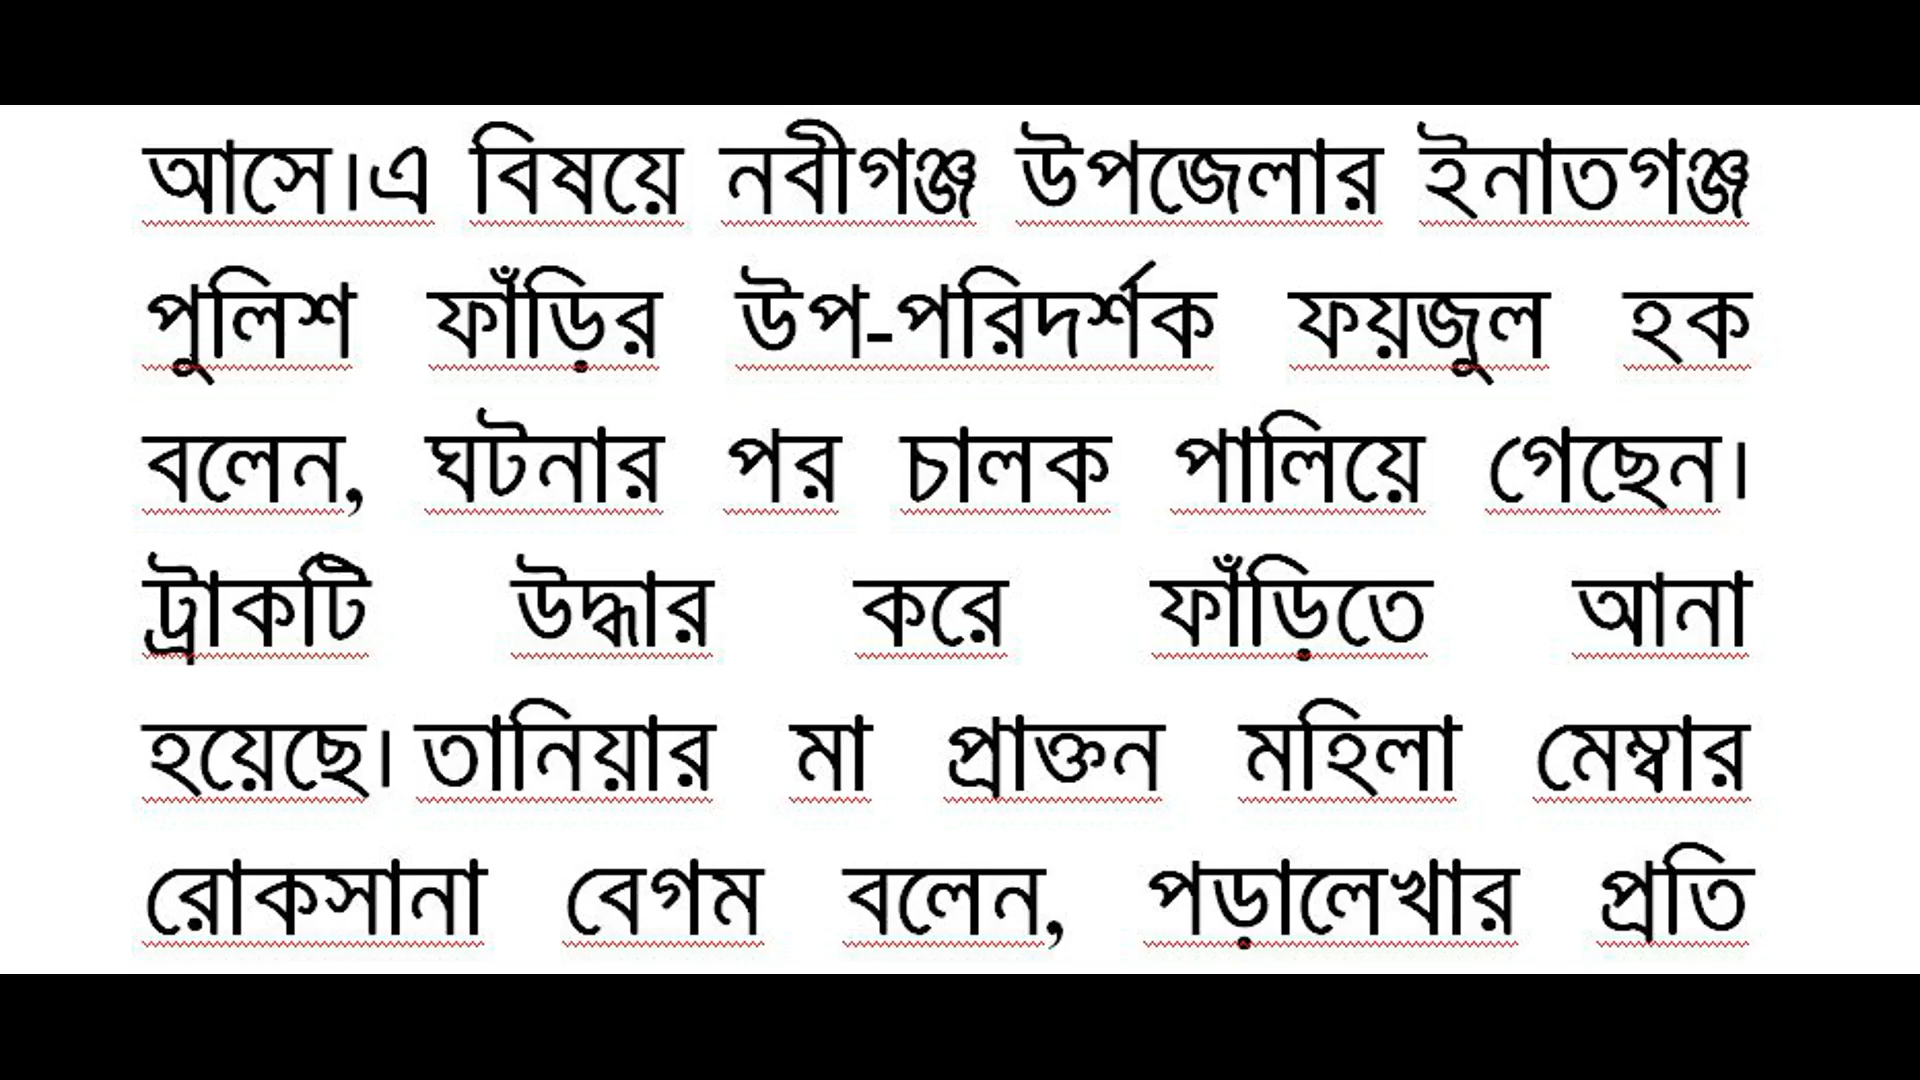 আসে।এ বিষয়ে নবীগঞ্জ উপজেলার ইনাতগঞ্জ
পুলিশ ফাঁড়ির উপ-পরিদর্শক ফয়জুল হক
বলেন, ঘটনার পর চালক পালিয়ে গেছেন।
ট্রাকটি উদ্ধার করে ফাঁড়িতে আনা
হয়েছে। তানিয়ার মা প্রাক্তন মহিলা মেম্বার
রোকসানা বেগম বলেন, পড়ালেখার প্রতি